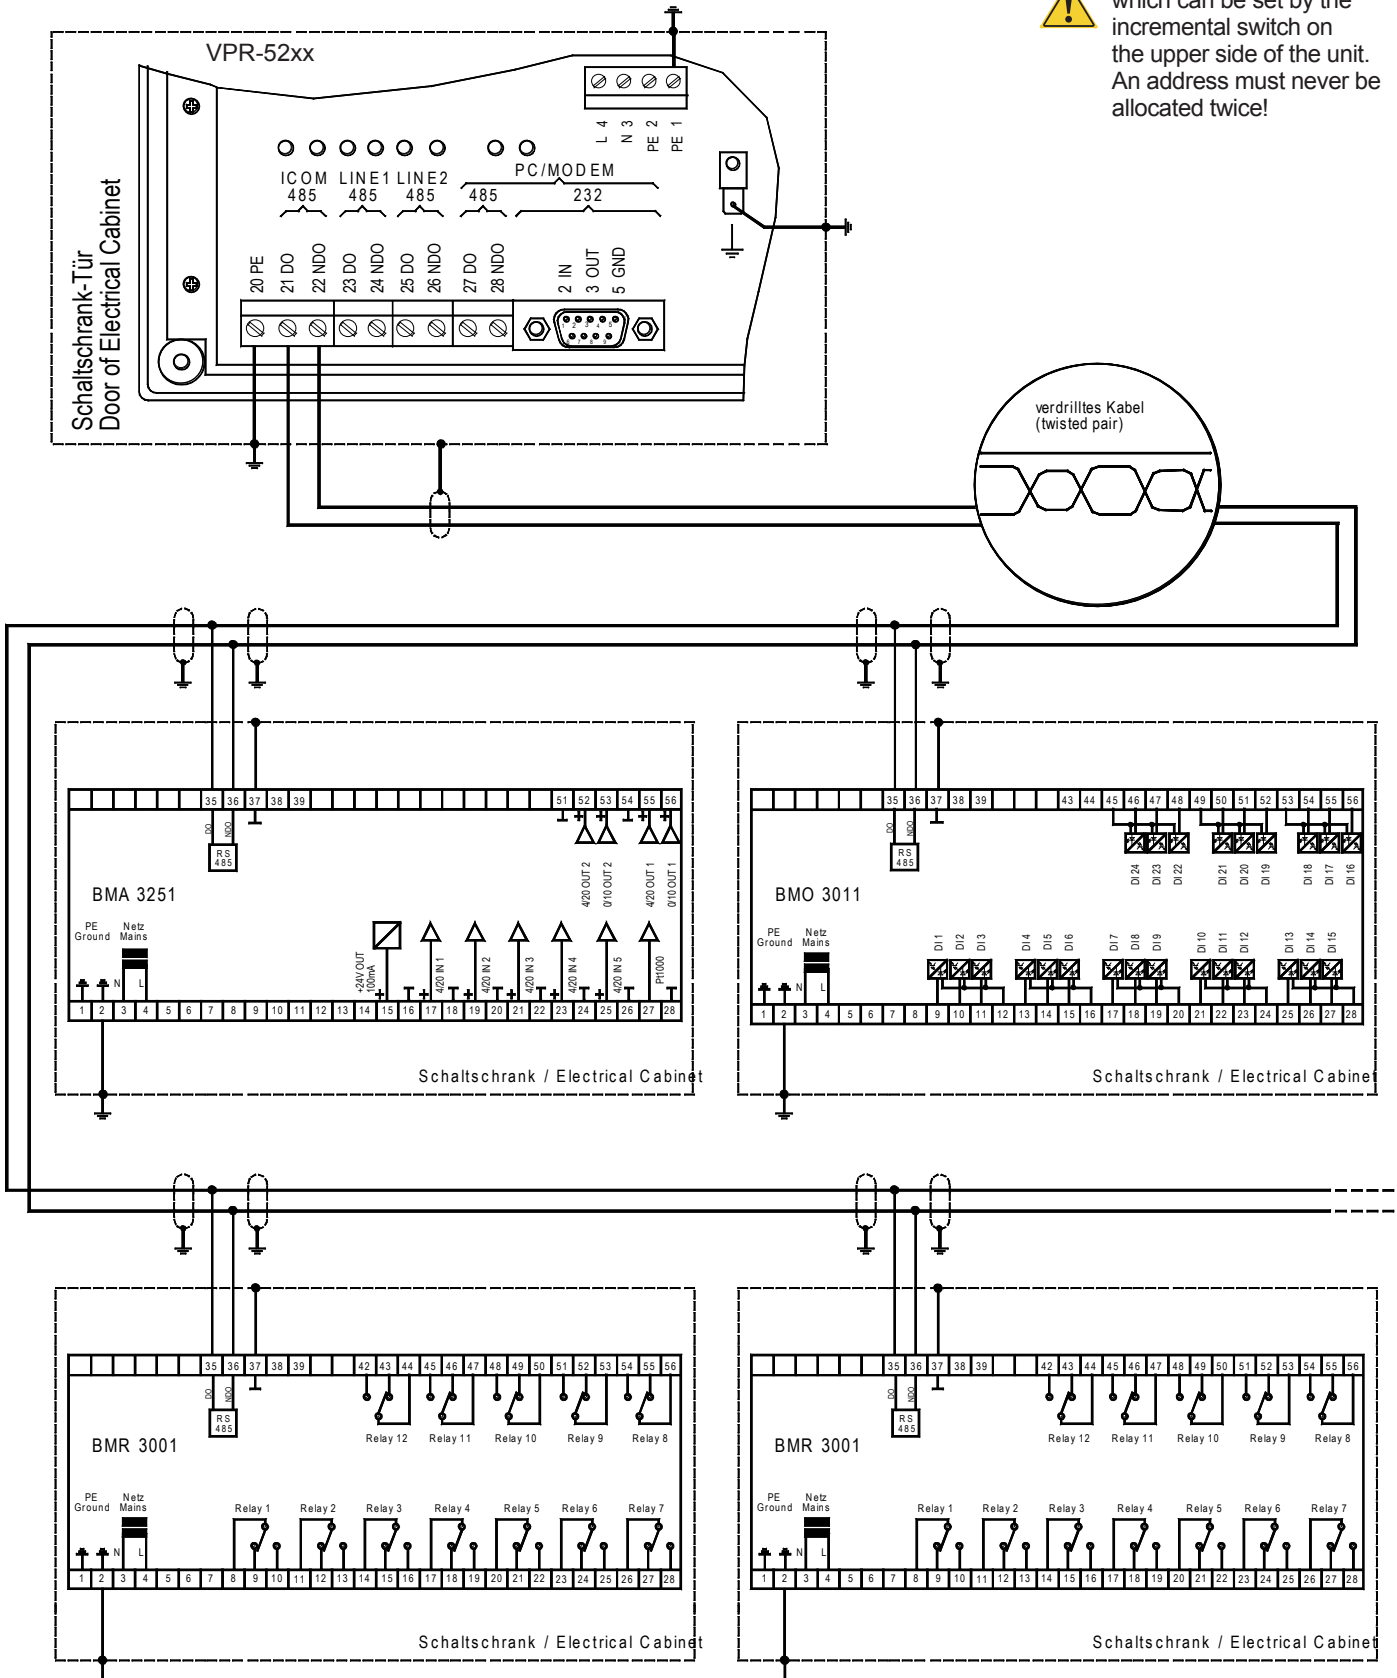 which can be set by the
incremental switch on
the upper side of the unit.
An address must never be
allocated twice!
VPR-52xx
Schaltschrank-Tür
Door of Electrical Cabinet
L 4
N 3
PE 2
PE 1
PC/MODEM
ICOM LINE1 LINE2
485 485 485 485 232
20 PE
21 DO
22 NDO
23 DO
24 NDO
25 DO
26 NDO
27 DO
28 NDO
2 IN
3 OUT
5 GND
1 2 3 4 5
6 7 8 9
verdrilltes Kabel
(twisted pair)
35 36 37 38 39 51 52 53 54 55 56
DO
NDO
RS
485
4/20 OUT 2
0/10 OUT 2
4/20 OUT 1
0/10 OUT 1
BMA 3251
PE
Ground
Netz
Mains
N L
+24V OUT
100mA
4/20 IN 1
4/20 IN 2
4/20 IN 3
4/20 IN 4
4/20 IN 5
Pt1000
1 2 3 4 5 6 7 8 9 10 11 12 13 14 15 16 17 18 19 20 21 22 23 24 25 26 27 28
Schaltschrank / Electrical Cabinet
35 36 37 38 39 43 44 45 46 47 48 49 50 51 52 53 54 55 56
DO
NDO
RS
485
DI 24
DI 23
DI 22
DI 21
DI 20
DI 19
DI 18
DI 17
DI 16
BMO 3011
PE
Ground
Netz
Mains
N L
DI 1
DI 2
DI 3
DI 4
DI 5
DI 6
DI 7
DI 8
DI 9
DI 10
DI 11
DI 12
DI 13
DI 14
DI 15
1 2 3 4 5 6 7 8 9 10 11 12 13 14 15 16 17 18 19 20 21 22 23 24 25 26 27 28
Schaltschrank / Electrical Cabinet
35 36 37 38 39 42 43 44 45 46 47 48 49 50 51 52 53 54 55 56
DO
NDO
RS
485
Relay 12 Relay 11 Relay 10 Relay 9 Relay 8
BMR 3001
PE
Ground
Netz
Mains
N L
Relay 1 Relay 2 Relay 3 Relay 4 Relay 5 Relay 6 Relay 7
1 2 3 4 5 6 7 8 9 10 11 12 13 14 15 16 17 18 19 20 21 22 23 24 25 26 27 28
Schaltschrank / Electrical Cabinet
35 36 37 38 39 42 43 44 45 46 47 48 49 50 51 52 53 54 55 56
DO
NDO
RS
485
Relay 12 Relay 11 Relay 10 Relay 9 Relay 8
BMR 3001
PE
Ground
Netz
Mains
N L
Relay 1 Relay 2 Relay 3 Relay 4 Relay 5 Relay 6 Relay 7
1 2 3 4 5 6 7 8 9 10 11 12 13 14 15 16 17 18 19 20 21 22 23 24 25 26 27 28
Schaltschrank / Electrical Cabinet